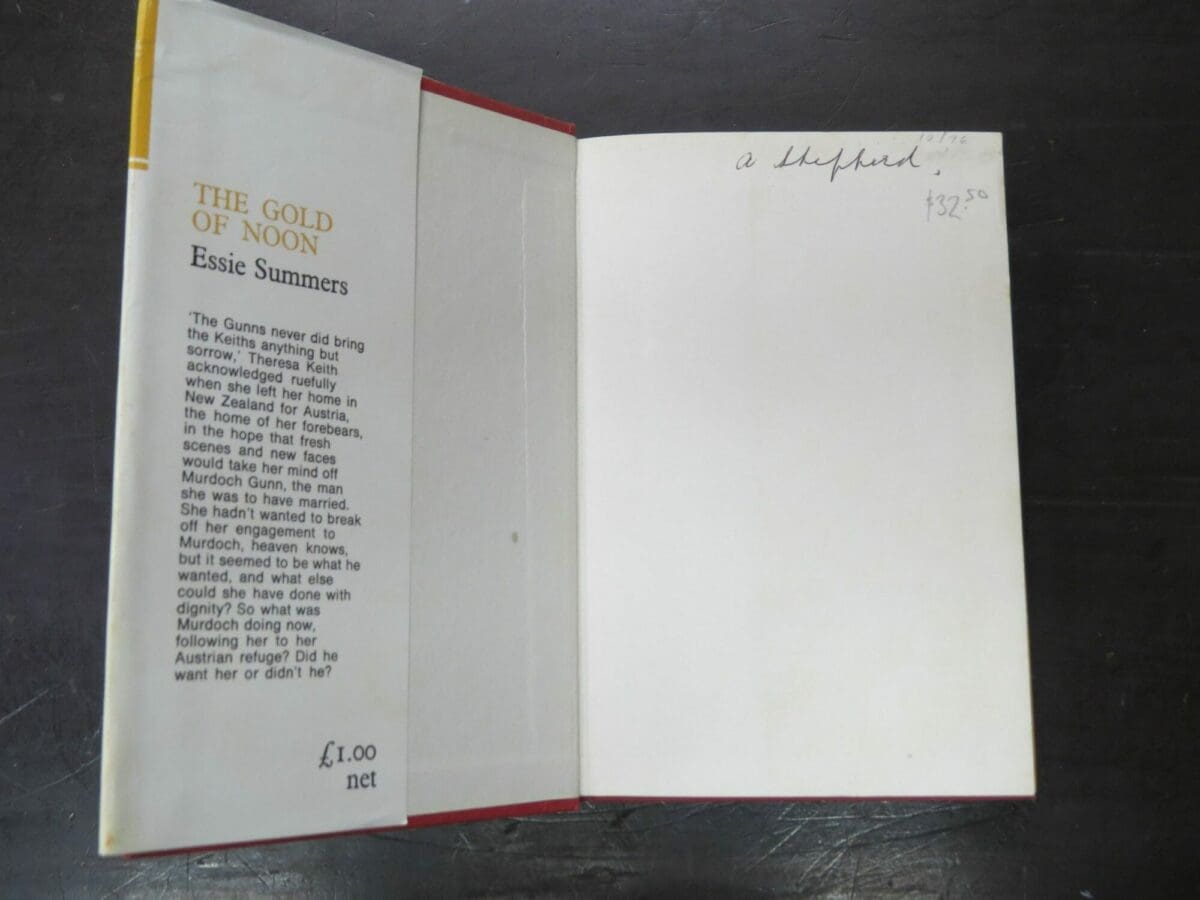 THE GOLD
OF NOON
Essie Summers
'The Gunns never did bring
the Keiths anything but
sorrow,' Theresa Keith
acknowledged ruefully
when she left her home in
New Zealand for Austria,
the home of her forebears,
in the hope that fresh
scenes and new faces
would take her mind off
Murdoch Gunn, the man
she was to have married.
She hadn't wanted to break
off her engagement to
Murdoch, heaven knows,
but it seemed to be what he
wanted, and what else
could she have done with
dignity? So what was
Murdoch doing now,
following her to her
Austrian refuge? Did he
want her or didn't he?
£1.00
net
a Shepherd.
$32.50